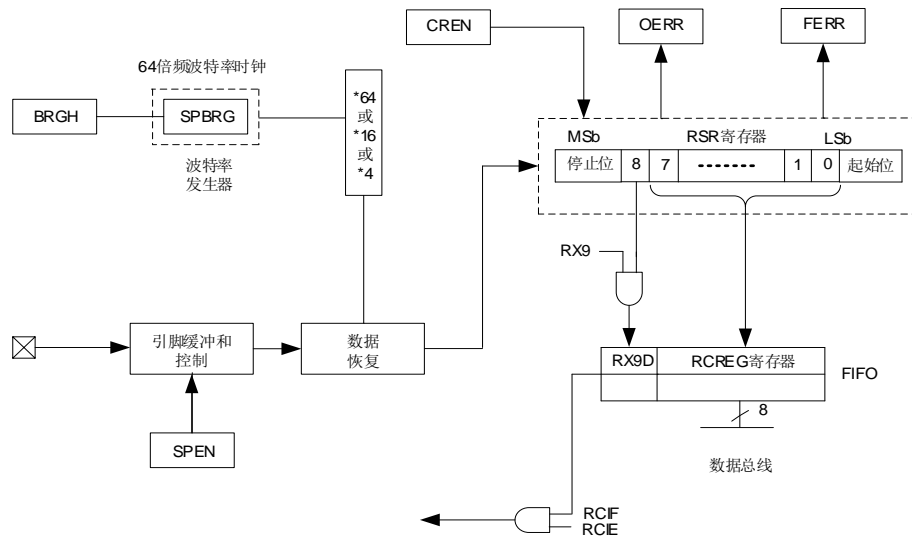 CREN
OERR
FERR
64倍频波特率时钟
BRGH
SPBRG
波特率
发生器
*64
或
*16
或
*4
MSb
RSR寄存器
LSb
停止位
8
7
1
0
起始位
RX9
引脚缓冲和
控制
数据
恢复
SPEN
RX9D
RCREG寄存器
FIFO
8
数据总线
RCIF
RCIE